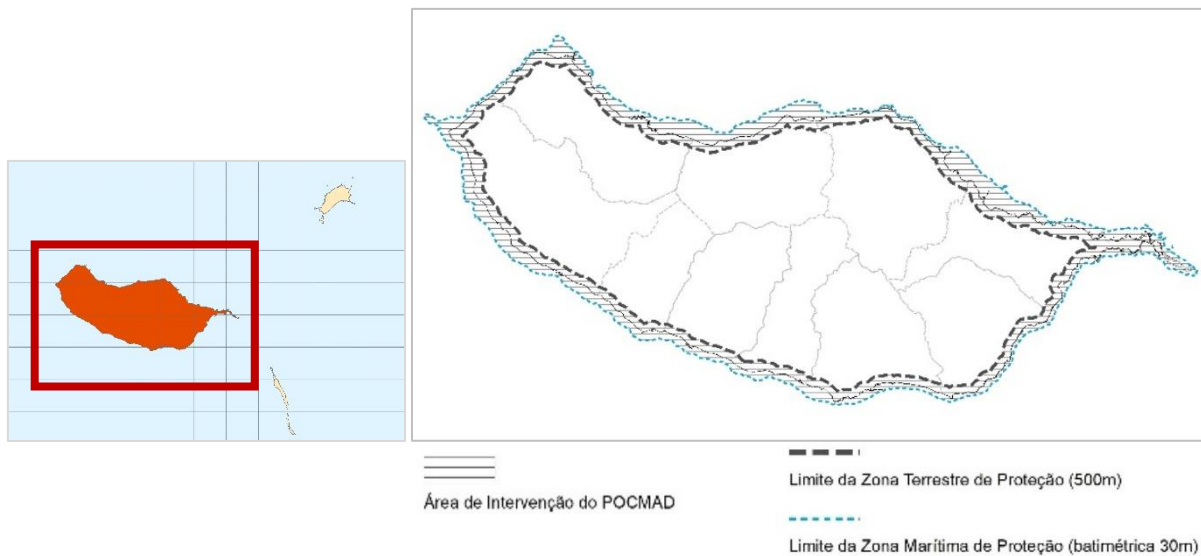 Área de Intervenção do POCMAD
Limite da Zona Terrestre de Proteção (500m)
Limite da Zona Marítima de Proteção (batimétrica 30m)